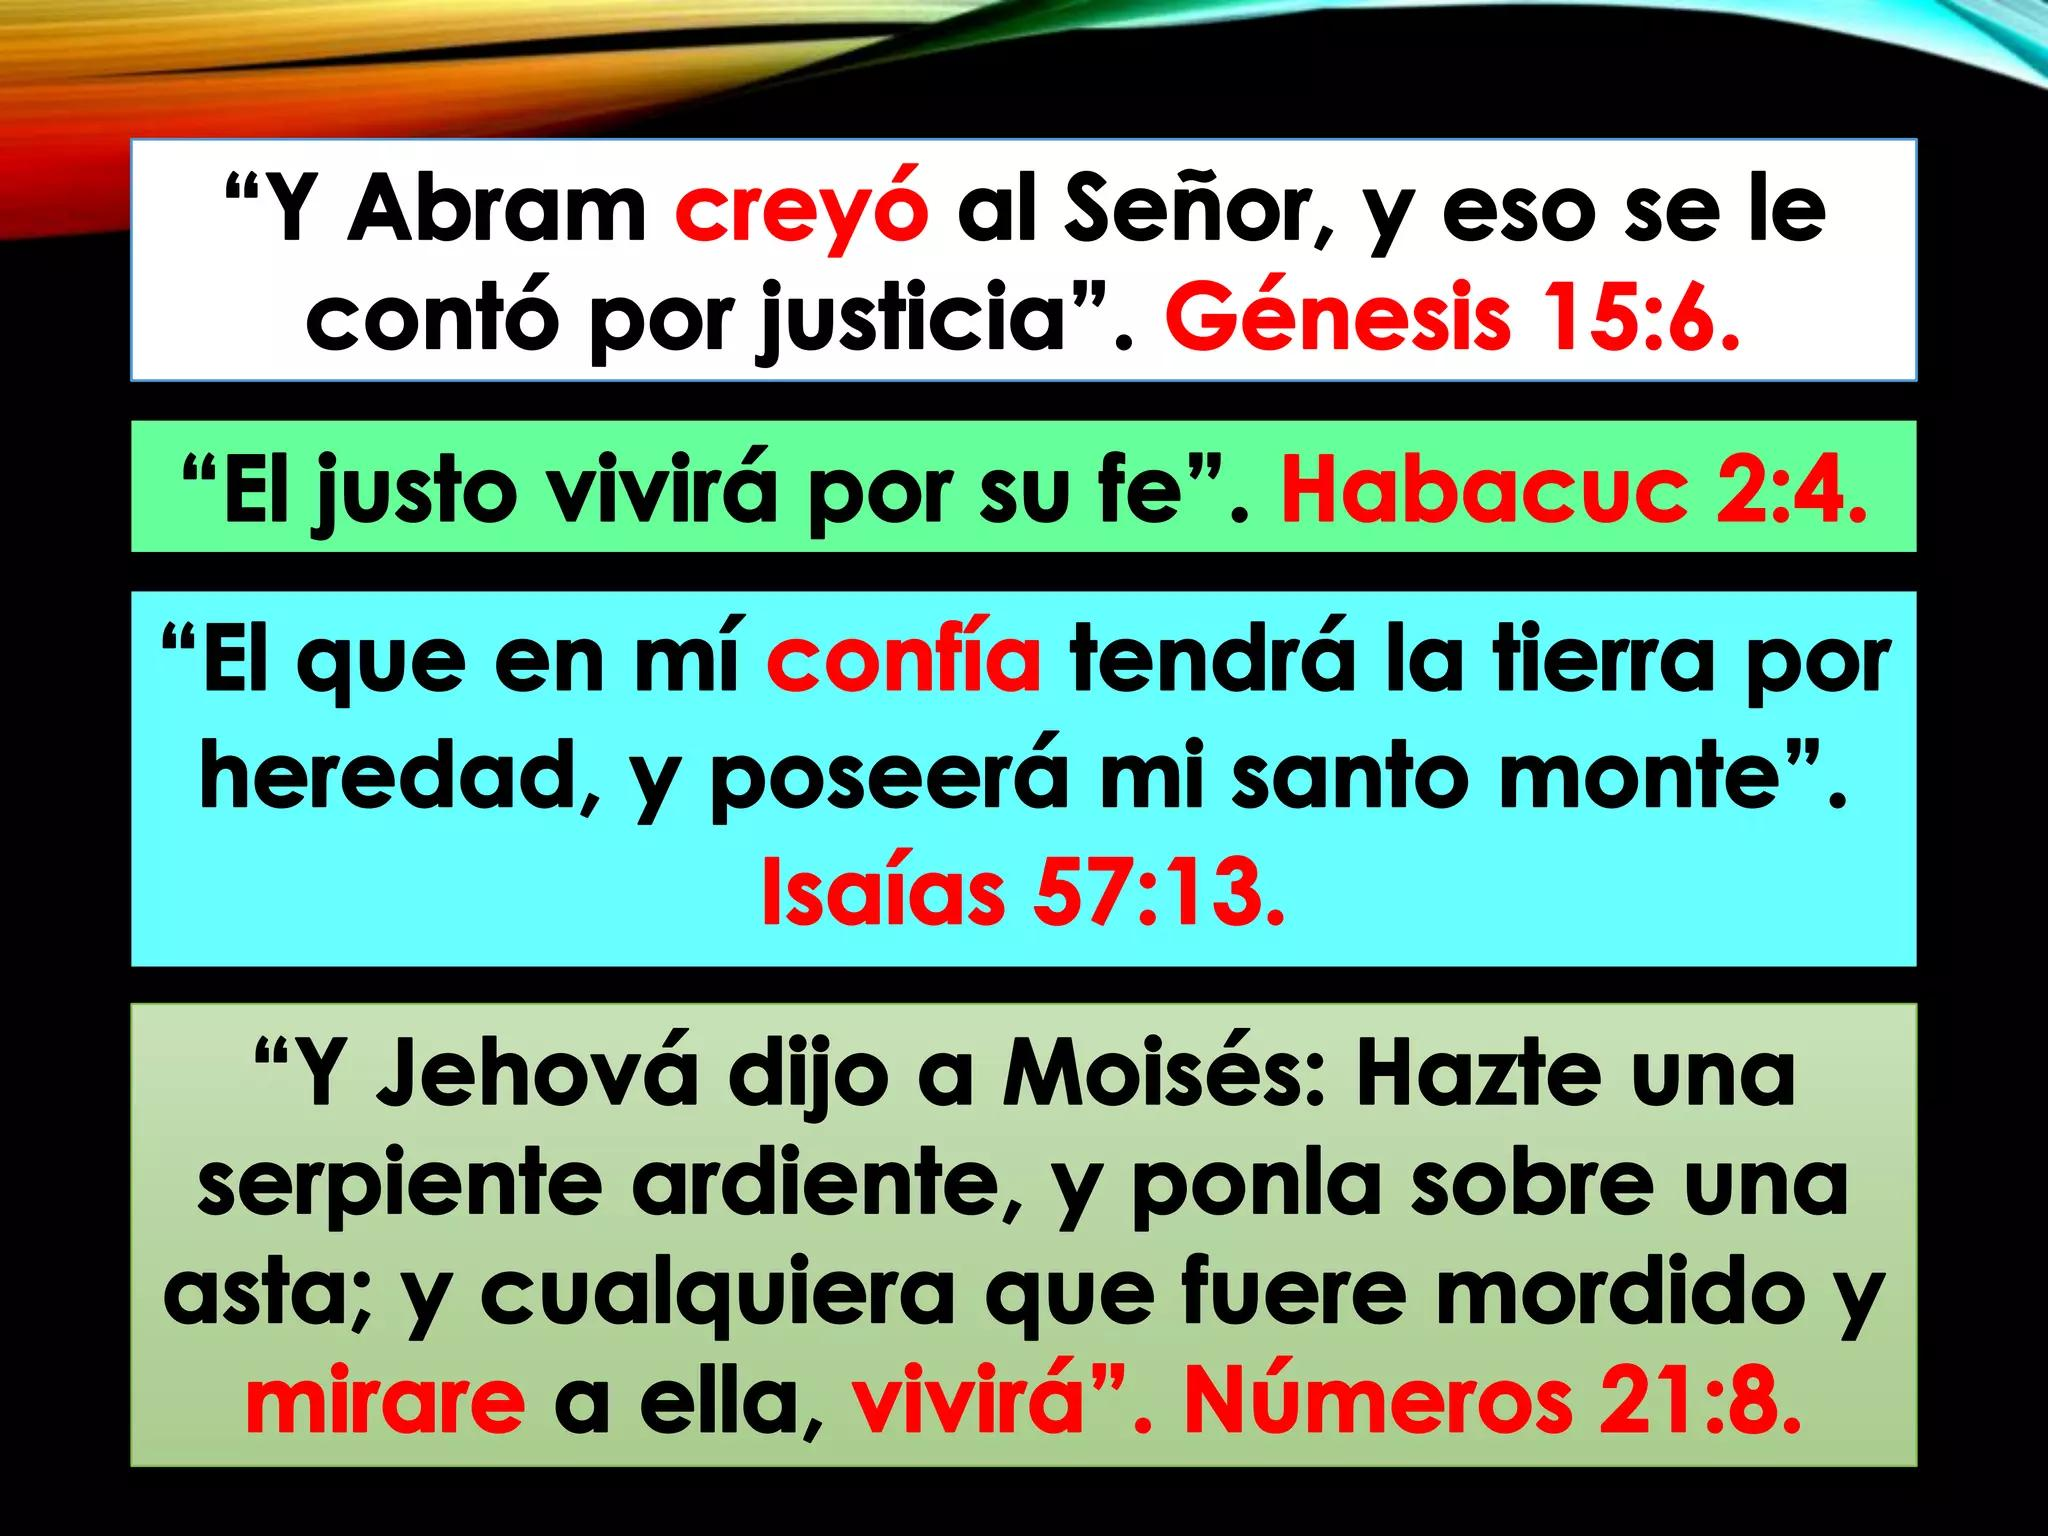 “Y Abram creyó al Señor, y eso se le
contó por justicia”. Génesis 15:6.
“El justo vivirá por su fe”. Habacuc 2:4.
“El que en mí confía tendrá la tierra por
heredad, y poseerá mi santo monte”.
Isaías 57:13.
“Y Jehová dijo a Moisés: Hazte una
serpiente ardiente, y ponla sobre una
asta; y cualquiera que fuere mordido y
mirare a ella, vivirá”. Números 21:8.